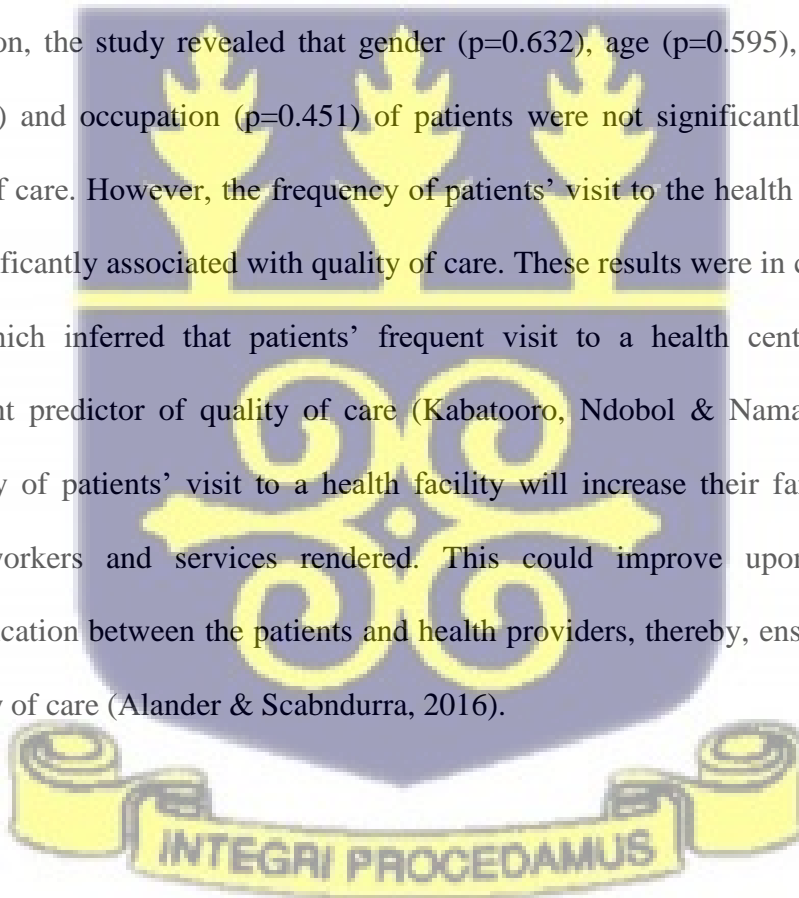 on, the study revealed that gender (p=0.632), age (p=0.595),
) and occupation (p=0.451) of patients were not significantl
f care. However, the frequency of patients’ visit to the health
ficantly associated with quality of care. These results were in c
hich inferred that patients’ frequent visit to a health cent
nt predictor of quality of care (Kabatooro, Ndobol & Nama
y of patients’ visit to a health facility will increase their fa
orkers and services rendered. This could improve upon
ication between the patients and health providers, thereby, ens
y of care (Alander & Scabndurra, 2016).
INTEGRI PROCEDAMUS